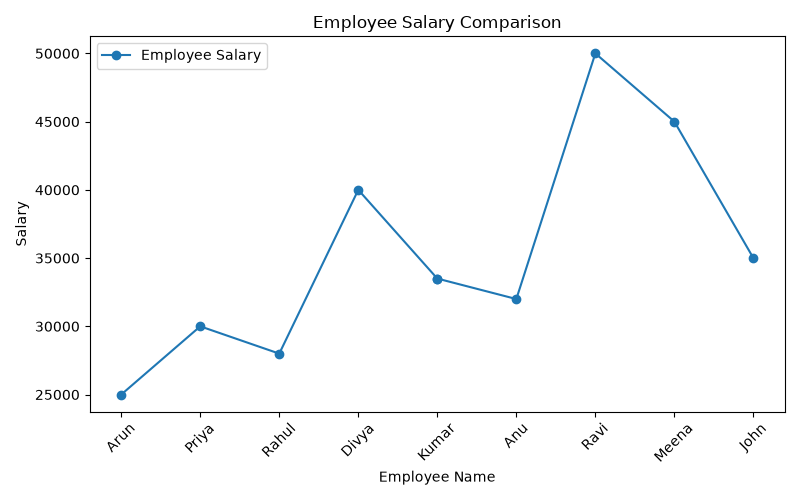 Employee Salary Comparison
Employee Salary
50000
45000
40000
35000
30000
25000
Salary
Arun
Priya
Rahul
Divya
Kumar
Anu
Ravi
Meena
John
Employee Name